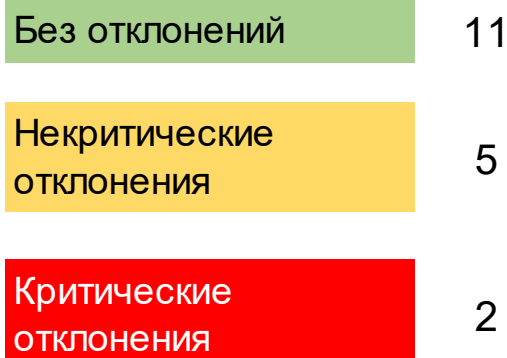 Без отклонений 11
Некритические
отклонения 5
Критические
отклонения 2